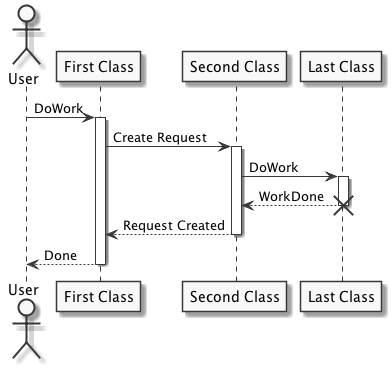 User
First Class
Second Class
Last Class
DoWork
Create Request
DoWork
WorkDone
Request Created
Done
User
First Class
Second Class
Last Class